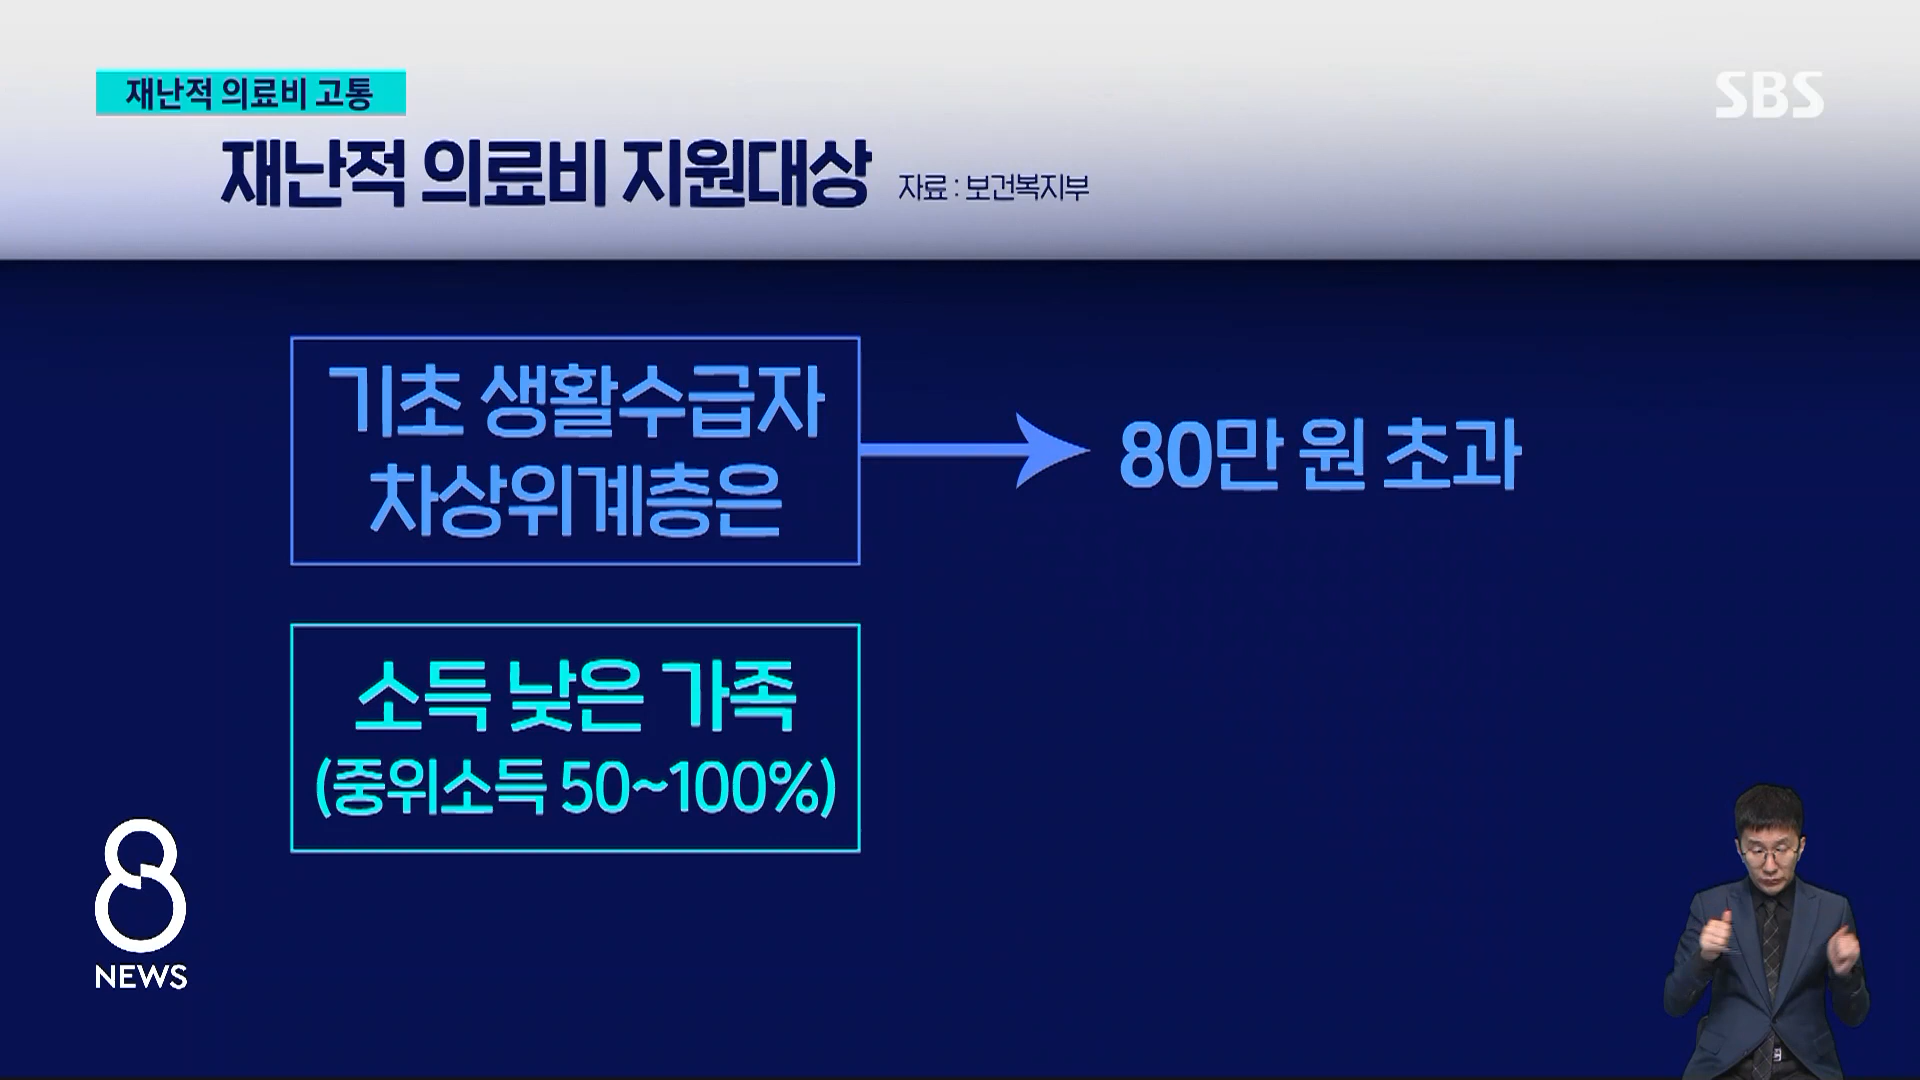 재난적 의료비 고통
SBS
재난적 의료비 지원대상 자료 : 보건복지부
기초 생활수급자
차상위계층은
80만 원 초과
소득 낮은 가족
(중위소득 50~100%)
8
NEWS